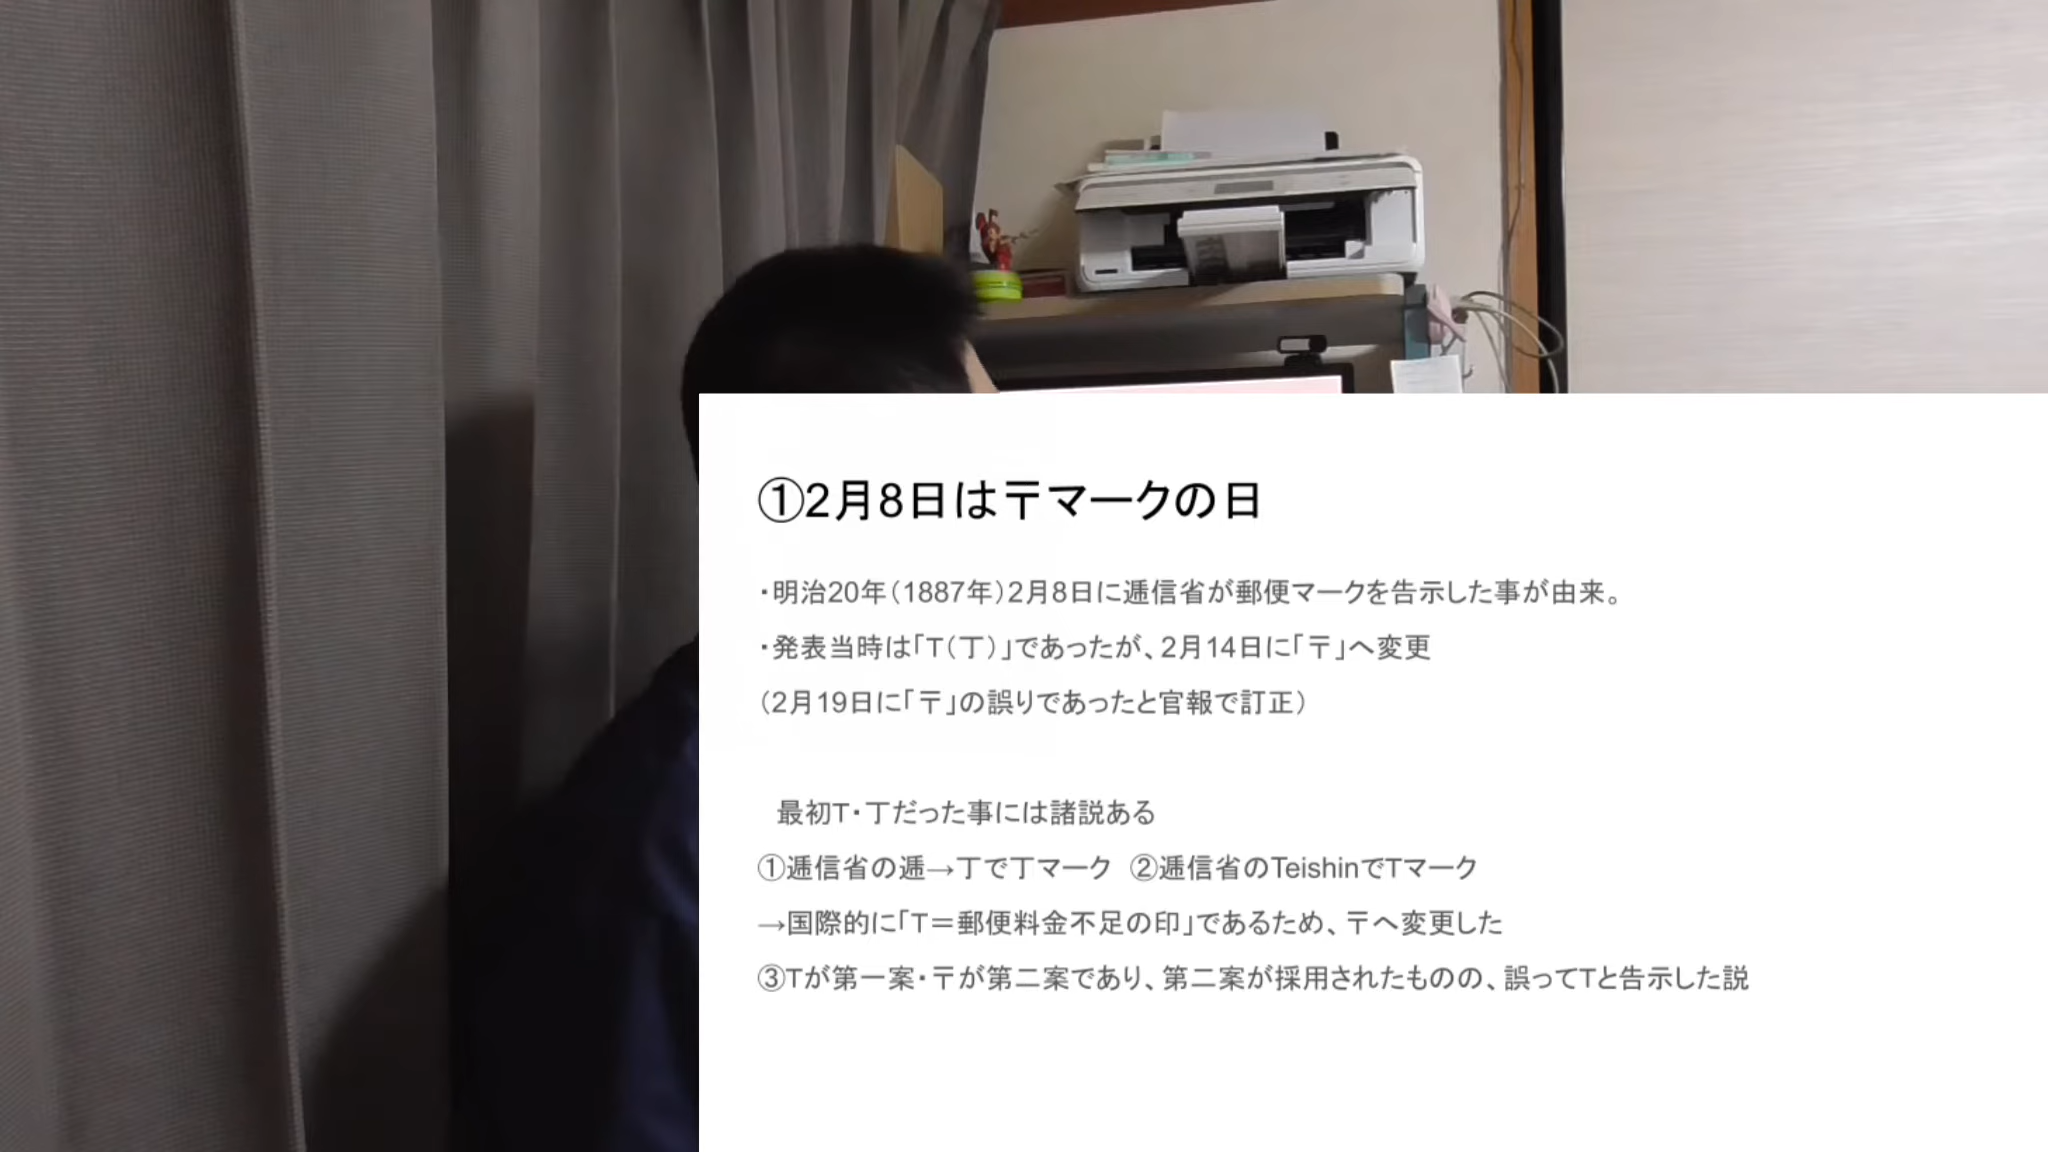 ①2月8日は〒マークの日
・明治20年（1887年）2月8日に逓信省が郵便マークを告示した事が由来。
・発表当時は「T（丁）」であったが、2月14日に「〒」へ変更
（2月19日に「〒」の誤りであったと官報で訂正）
最初T・丁だった事には諸説ある
①逓信省の逓→丁で丁マーク ②逓信省のTeishinでTマーク
→国際的に「T＝郵便料金不足の印」であるため、〒へ変更した
③Tが第一案・〒が第二案であり、第二案が採用されたものの、誤ってTと告示した説